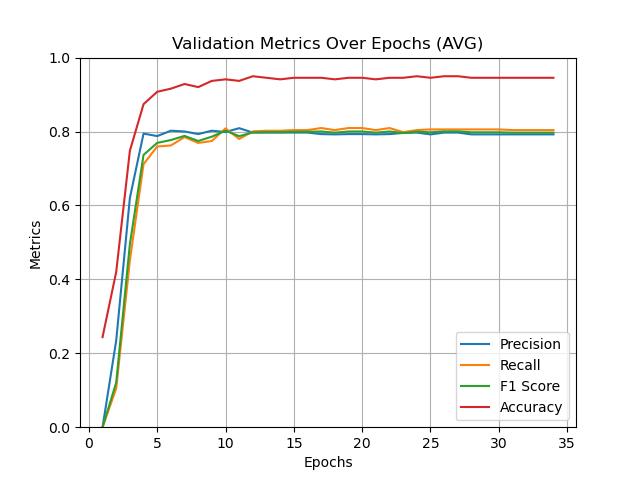 Validation Metrics Over Epochs (AVG)
1.0
0.8
0.6
0.4
0.2
0.0
Metrics
0 5 10 15 20 25 30 35
Epochs
Precision
Recall
F1 Score
Accuracy